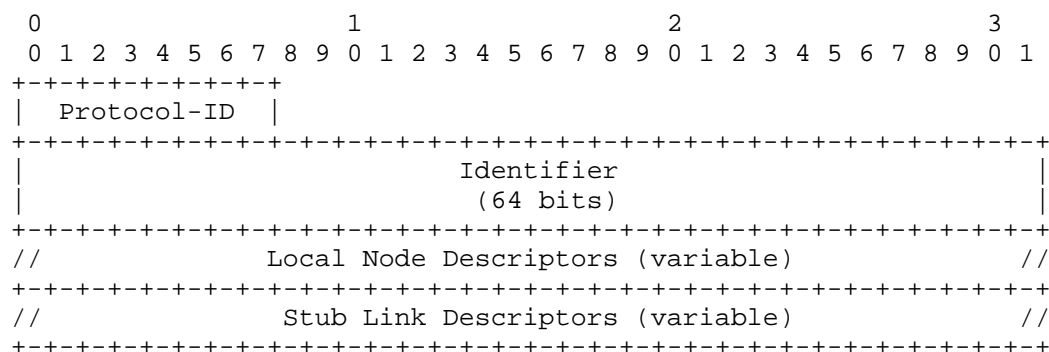 0                   1                   2                   3
 0 1 2 3 4 5 6 7 8 9 0 1 2 3 4 5 6 7 8 9 0 1 2 3 4 5 6 7 8 9 0 1
+-+-+-+-+-+-+-+-+
|  Protocol-ID  |
+-+-+-+-+-+-+-+-+-+-+-+-+-+-+-+-+-+-+-+-+-+-+-+-+-+-+-+-+-+-+-+-+
|                           Identifier                          |
|                            (64 bits)                          |
+-+-+-+-+-+-+-+-+-+-+-+-+-+-+-+-+-+-+-+-+-+-+-+-+-+-+-+-+-+-+-+-+
//              Local Node Descriptors (variable)              //
+-+-+-+-+-+-+-+-+-+-+-+-+-+-+-+-+-+-+-+-+-+-+-+-+-+-+-+-+-+-+-+-+
//               Stub Link Descriptors (variable)              //
+-+-+-+-+-+-+-+-+-+-+-+-+-+-+-+-+-+-+-+-+-+-+-+-+-+-+-+-+-+-+-+-+